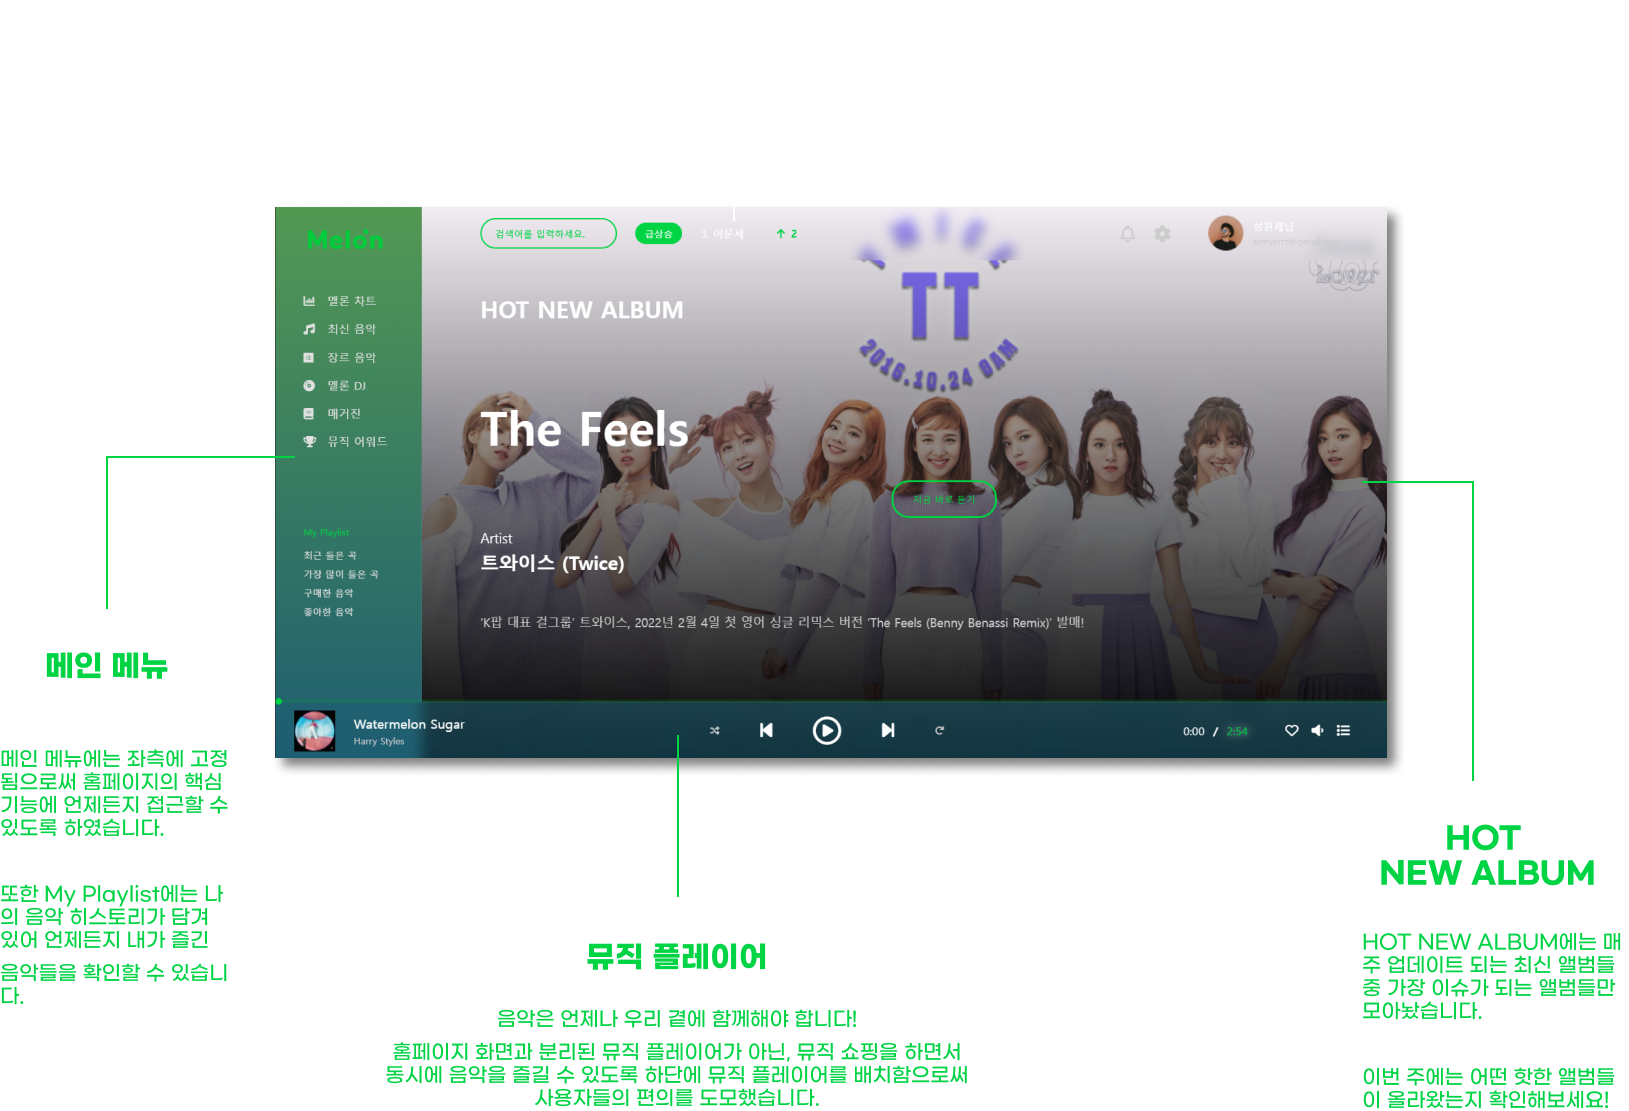 Melon
검색어를 입력하세요.
급상승
3. 이문세
2
성원제님
멜론 차트
최신 음악
장르 음악
멜론 DJ
매거진
뮤직 어워드
My Playlist
최근 들은 곡
가장 많이 들은 곡
구매한 음악
좋아한 음악
HOT NEW ALBUM
TT
2016.10.24 0AM
The Feels
지금 바로 듣기
Artist
트와이스 (Twice)
‘K팝 대표 걸그룹’ 트와이스, 2022년 2월 4일 첫 영어 싱글 리믹스 버전 ‘The Feels (Benny Benassi Remix)’ 발매!
Watermelon Sugar
Harry Styles
0:00 / 2:54
메인 메뉴
메인 메뉴에는 좌측에 고정
됨으로써 홈페이지의 핵심
기능에 언제든지 접근할 수
있도록 하였습니다.
또한 My Playlist에는 나
의 음악 히스토리가 담겨
있어 언제든지 내가 즐긴
음악들을 확인할 수 있습니
다.
뮤직 플레이어
음악은 언제나 우리 곁에 함께해야 합니다!
홈페이지 화면과 분리된 뮤직 플레이어가 아닌, 뮤직 쇼핑을 하면서
동시에 음악을 즐길 수 있도록 하단에 뮤직 플레이어를 배치함으로써
사용자들의 편의를 도모했습니다.
HOT
NEW ALBUM
HOT NEW ALBUM에는 매
주 업데이트 되는 최신 앨범들
중 가장 이슈가 되는 앨범들만
모아놨습니다.
이번 주에는 어떤 핫한 앨범들
이 올라왔는지 확인해보세요!